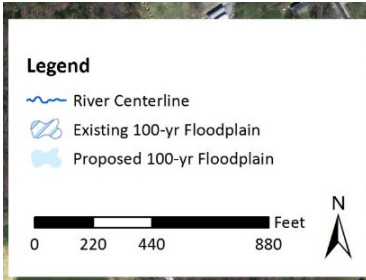 Legend
River Centerline
Existing 100-yr Floodplain
Proposed 100-yr Floodplain
N
Feet
0 220 440 880